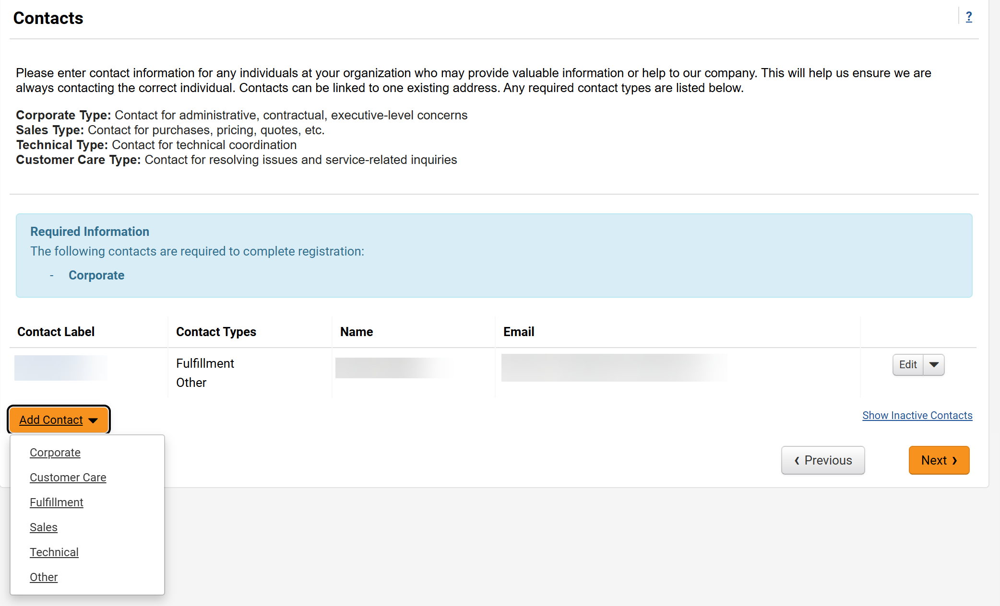 Contacts
?
Please enter contact information for any individuals at your organization who may provide valuable information or help to our company. This will help us ensure we are
always contacting the correct individual. Contacts can be linked to one existing address. Any required contact types are listed below.
Corporate Type: Contact for administrative, contractual, executive-level concerns
Sales Type: Contact for purchases, pricing, quotes, etc.
Technical Type: Contact for technical coordination
Customer Care Type: Contact for resolving issues and service-related inquiries
Required Information
The following contacts are required to complete registration:
- Corporate
Contact Label Contact Types Name Email
Fulfillment
Other
Edit
Add Contact
Show Inactive Contacts
Corporate
Customer Care
Fulfillment
Sales
Technical
Other
‹ Previous
Next ›